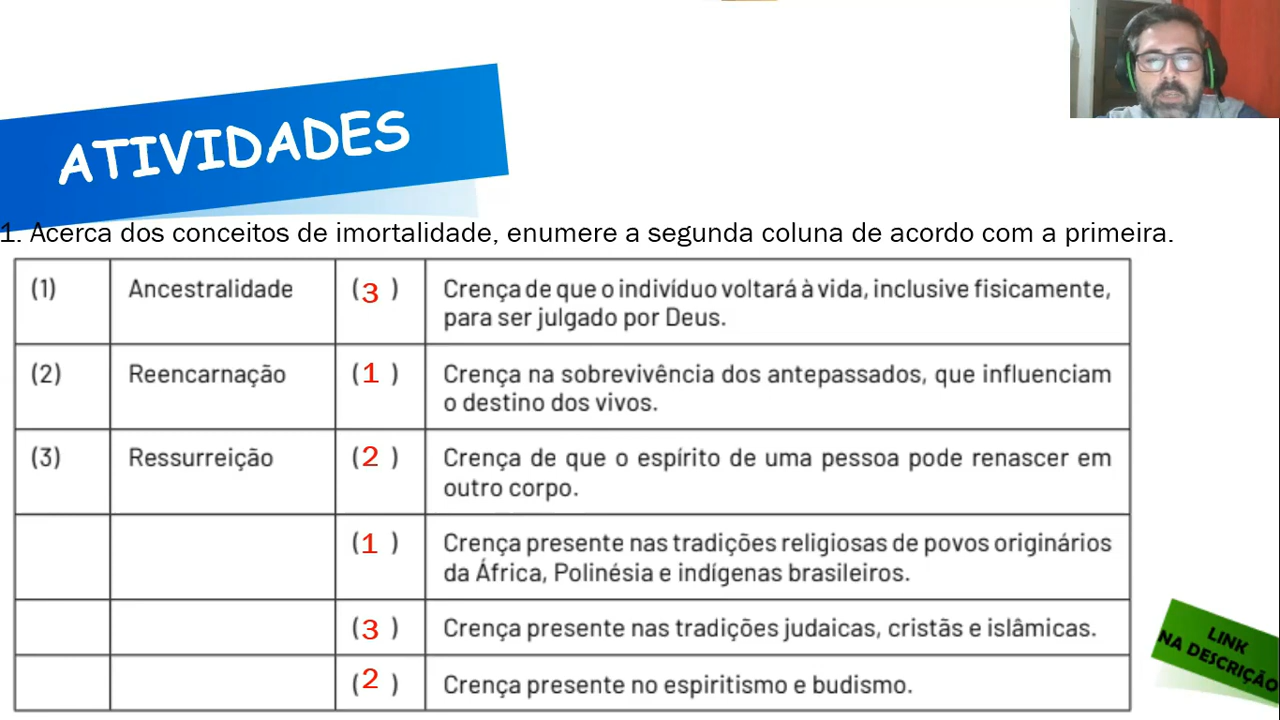 ATIVIDADES
1. Acerca dos conceitos de imortalidade, enumere a segunda coluna de acordo com a primeira.
(1) Ancestralidade (3) Crença de que o indivíduo voltará à vida, inclusive fisicamente,
para ser julgado por Deus.
(2) Reencarnação (1) Crença na sobrevivência dos antepassados, que influenciam
o destino dos vivos.
(3) Ressurreição (2) Crença de que o espírito de uma pessoa pode renascer em
outro corpo.
(1) Crença presente nas tradições religiosas de povos originários
da África, Polinésia e indígenas brasileiros.
(3) Crença presente nas tradições judaicas, cristãs e islâmicas.
(2) Crença presente no espiritismo e budismo.
LINK
NA DESCRIÇÃO